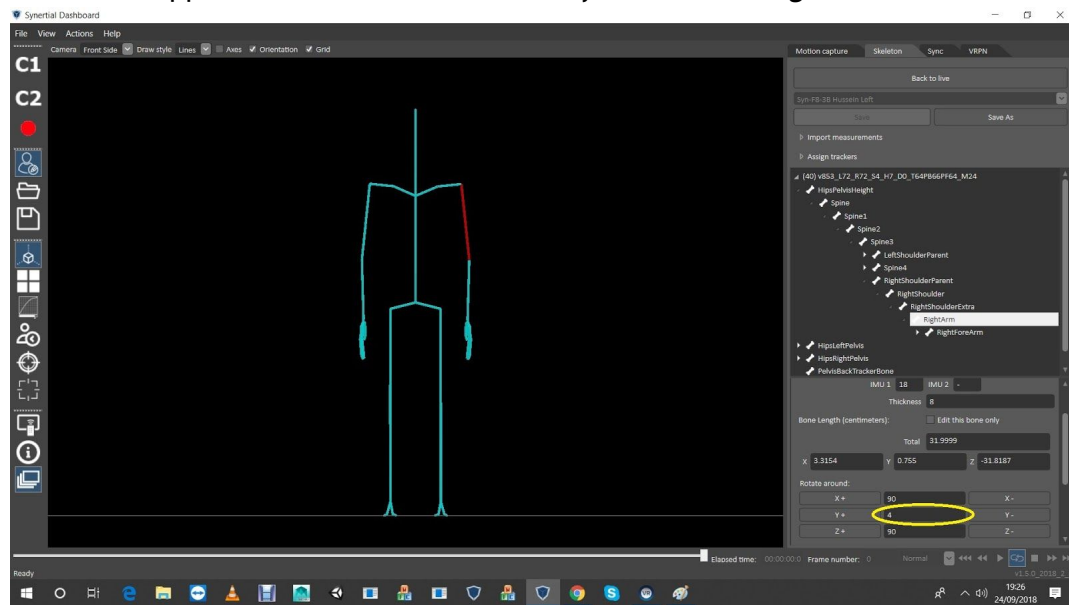 Synertial Dashboard
File View Actions Help
Camera Front Side Draw style Lines Axes Orientation Grid
C1
C2
Motion capture Skeleton Sync VRPN
Back to live
Syn-F8-38 Hussein Left
Save Save As
Import measurements
Assign trackers
(40) v853_L72_R72_S4_H7_D0_T64PB66PF64_M24
HipsPelvisHeight
Spine
Spine1
Spine2
Spine3
LeftShoulderParent
Spine4
RightShoulderParent
RightShoulder
RightShoulderExtra
RightArm
RightForeArm
HipsLeftPelvis
HipsRightPelvis
PelvisBackTrackerBone
IMU 1 18 IMU 2 -
Thickness 8
Bone Length (centimeters): Edit this bone only
Total 31.9999
X 3.3154 Y 0.755 Z -31.8187
Rotate around:
X + 90 X -
Y + 4 Y -
Z + 90 Z -
Elapsed time: 00:00:00:0 Frame number: 0 Normal
Ready
19:26
24/09/2018